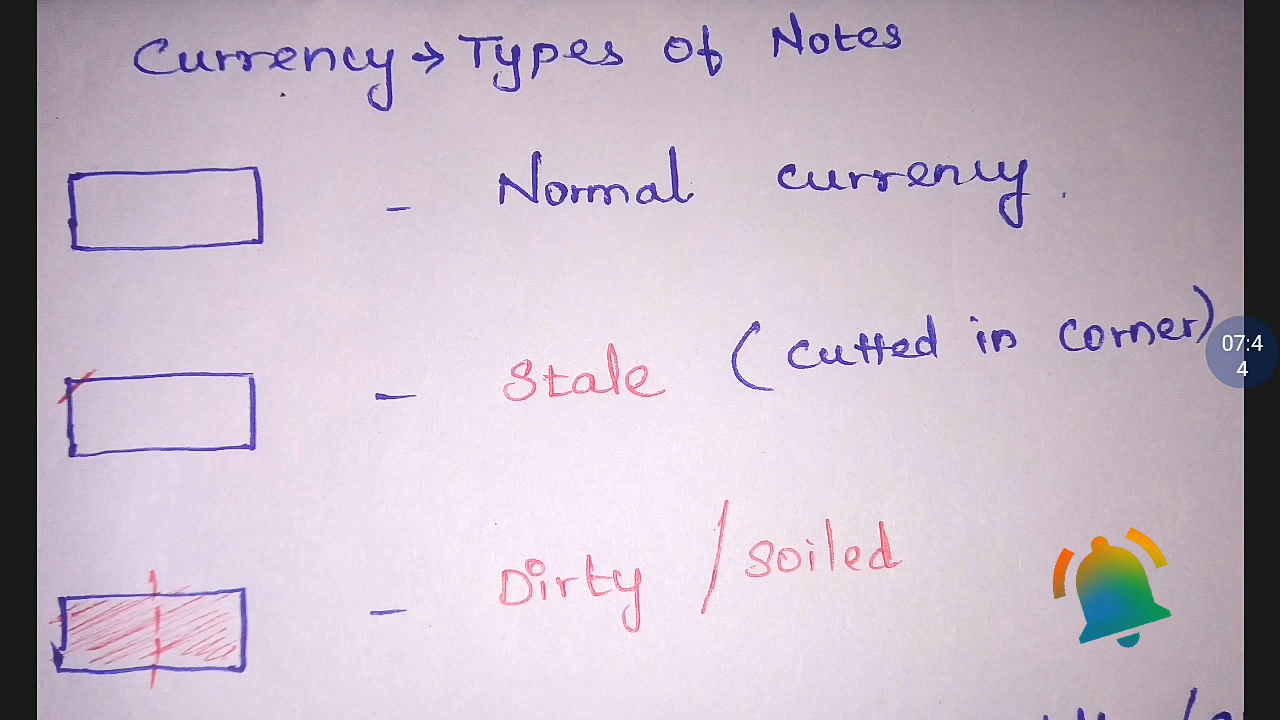 Currency → Types of Notes
- Normal currency.
- Stale (cutted in corner)
07:44
- Dirty / soiled